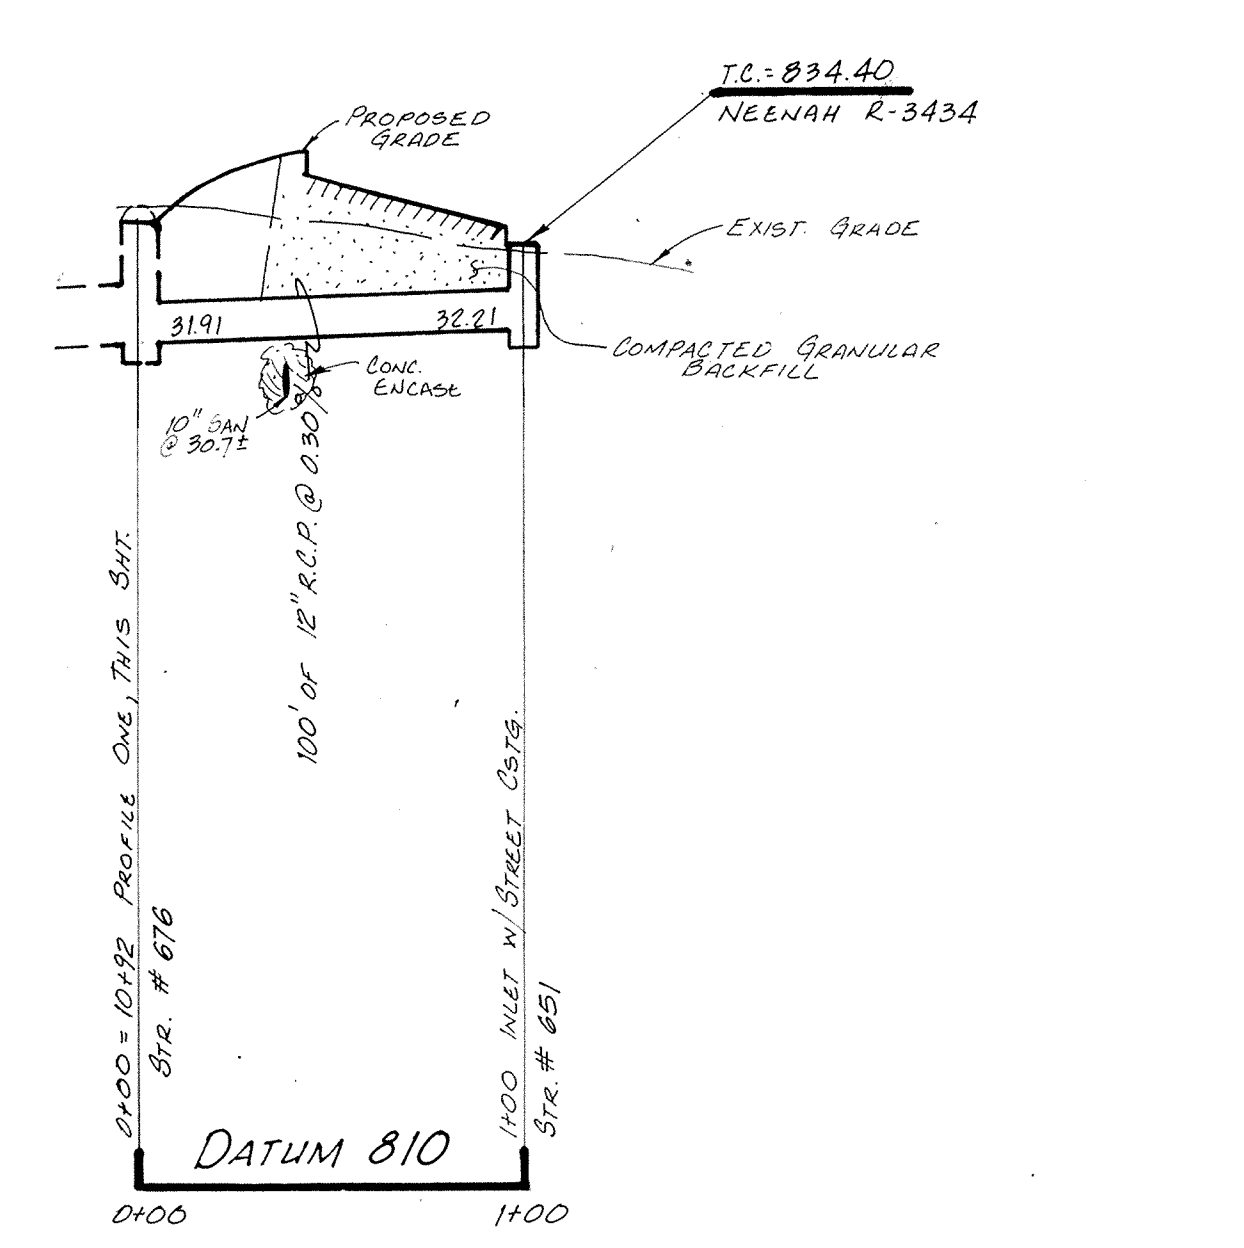 T.C. = 834.40
NEENAH R-3434
PROPOSED
GRADE
EXIST. GRADE
31.91
32.21
COMPACTED GRANULAR
BACKFILL
CONC.
ENCASE
10" SAN
@ 30.7±
100' OF 12" R.C.P. @ 0.30%
0+00 = 10+92 PROFILE ONE, THIS SHT.
STR. # 676
1+00 INLET W/STREET CSTG.
STR. # 651
DATUM 810
0+00
1+00